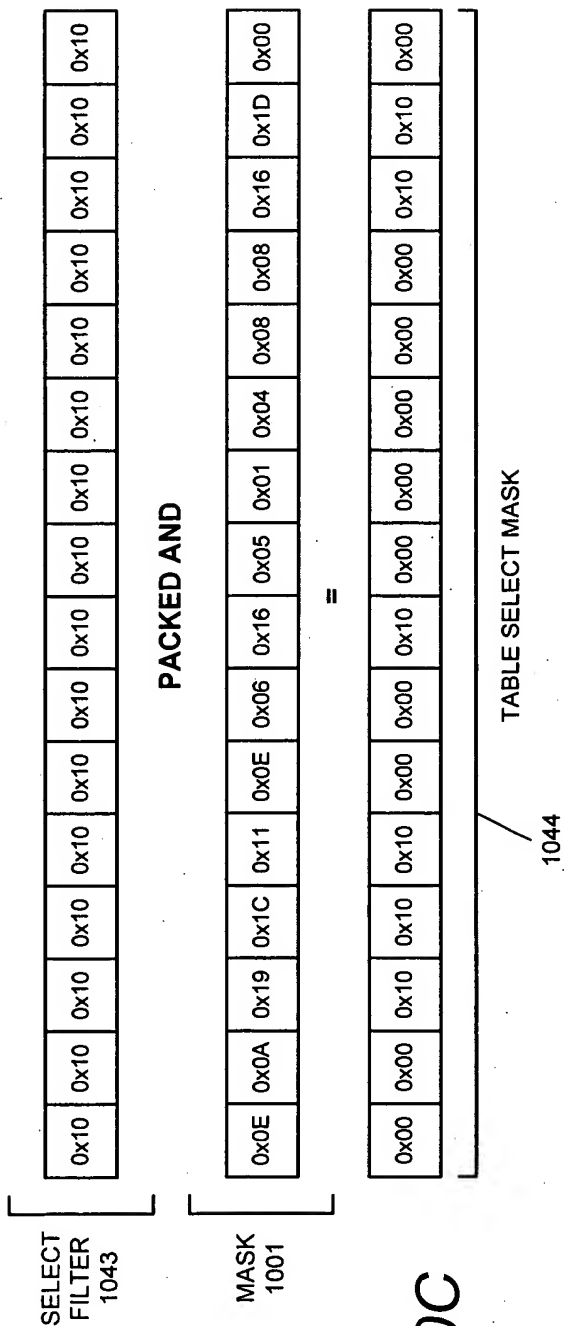 SELECT
FILTER
1043
0x10 0x10 0x10 0x10 0x10 0x10 0x10 0x10 0x10 0x10 0x10 0x10 0x10 0x10 0x10 0x10
PACKED AND
MASK
1001
0x0E 0x0A 0x19 0x1C 0x11 0x0E 0x06 0x16 0x05 0x01 0x04 0x08 0x08 0x16 0x1D 0x00
=
0x00 0x00 0x10 0x10 0x10 0x00 0x00 0x10 0x00 0x00 0x00 0x00 0x00 0x10 0x10 0x00
TABLE SELECT MASK
1044
0C